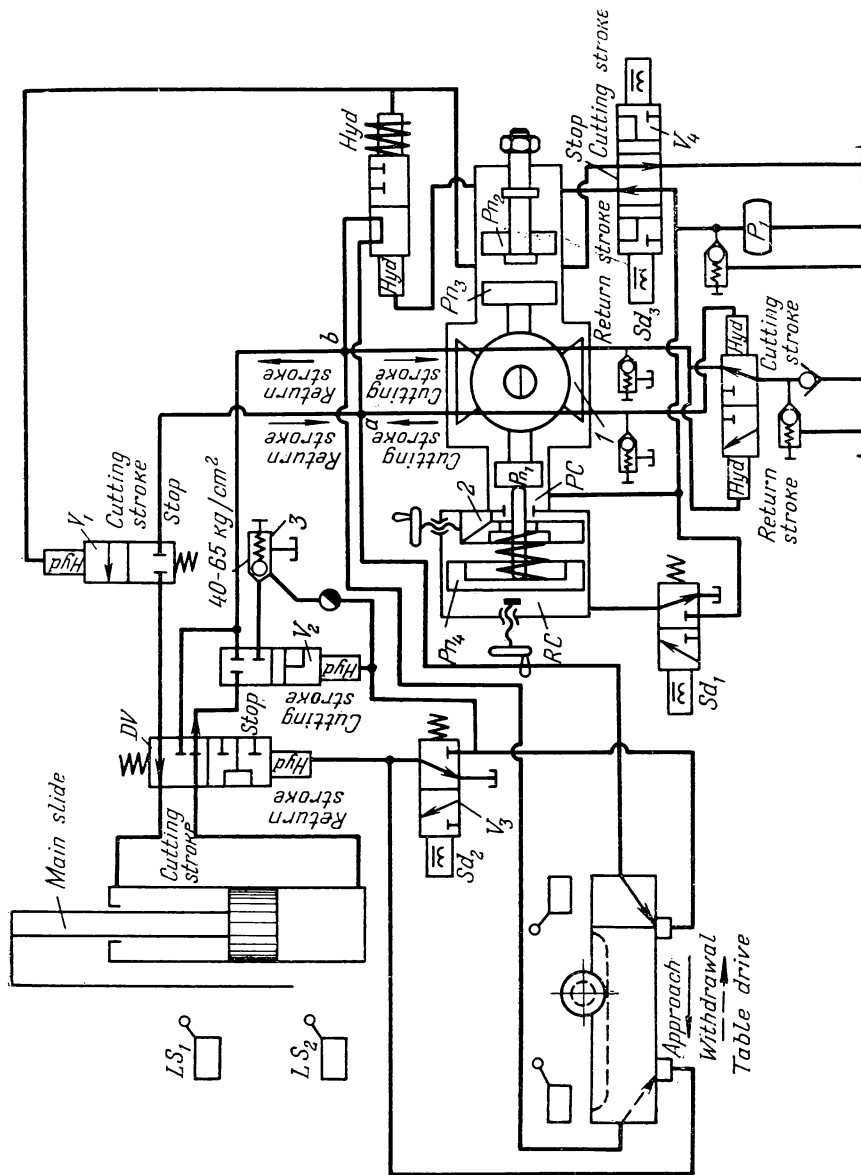 LS₂
LS₁
Main slide
Cutting
stroke
DV
Return
stroke
Stop
Hyd
Cutting
stroke
V₂
Hyd
40-65 kg/cm²
3
V₁
Hyd
Cutting stroke
Stop
Sd₂
V₃
Approach
Withdrawal
Table drive
Return
stroke
Cutting
stroke
a
Return
stroke
Cutting
stroke
b
Hyd
Hyd
Pn₄
RC
2
Pn₁
PC
1
Pn₃
Pn₂
Sd₁
Return stroke
Sd₃
Stop
Cutting stroke
V₄
Hyd
Hyd
Return
stroke
Cutting
stroke
P₁